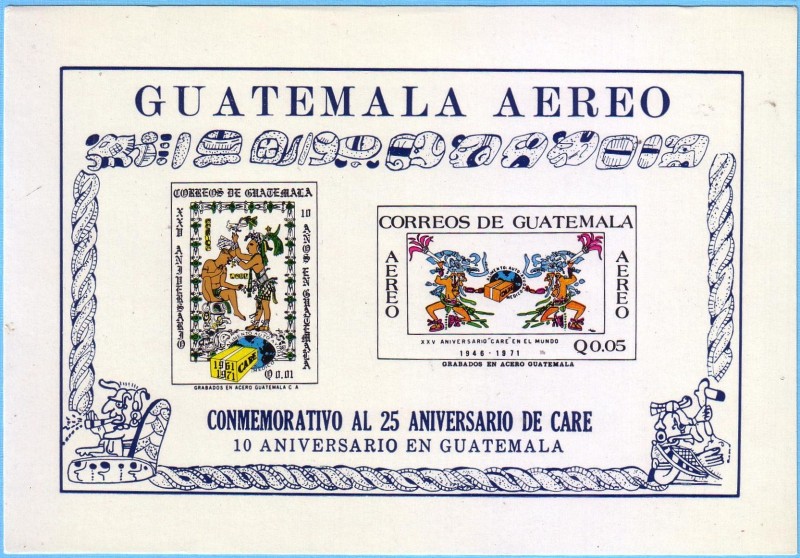 GUATEMALA AEREO
CORREOS DE GUATEMALA
XXV ANIVERSARIO
10 AÑOS EN GUATEMALA
1961
1971
CARE
Q 0,01
GRABADOS EN ACERO GUATEMALA C A
CORREOS DE GUATEMALA
AEREO
AEREO
XXV ANIVERSARIO "CARE" EN EL MUNDO
1946 - 1971
Q 0.05
GRABADOS EN ACERO GUATEMALA
CONMEMORATIVO AL 25 ANIVERSARIO DE CARE
10 ANIVERSARIO EN GUATEMALA